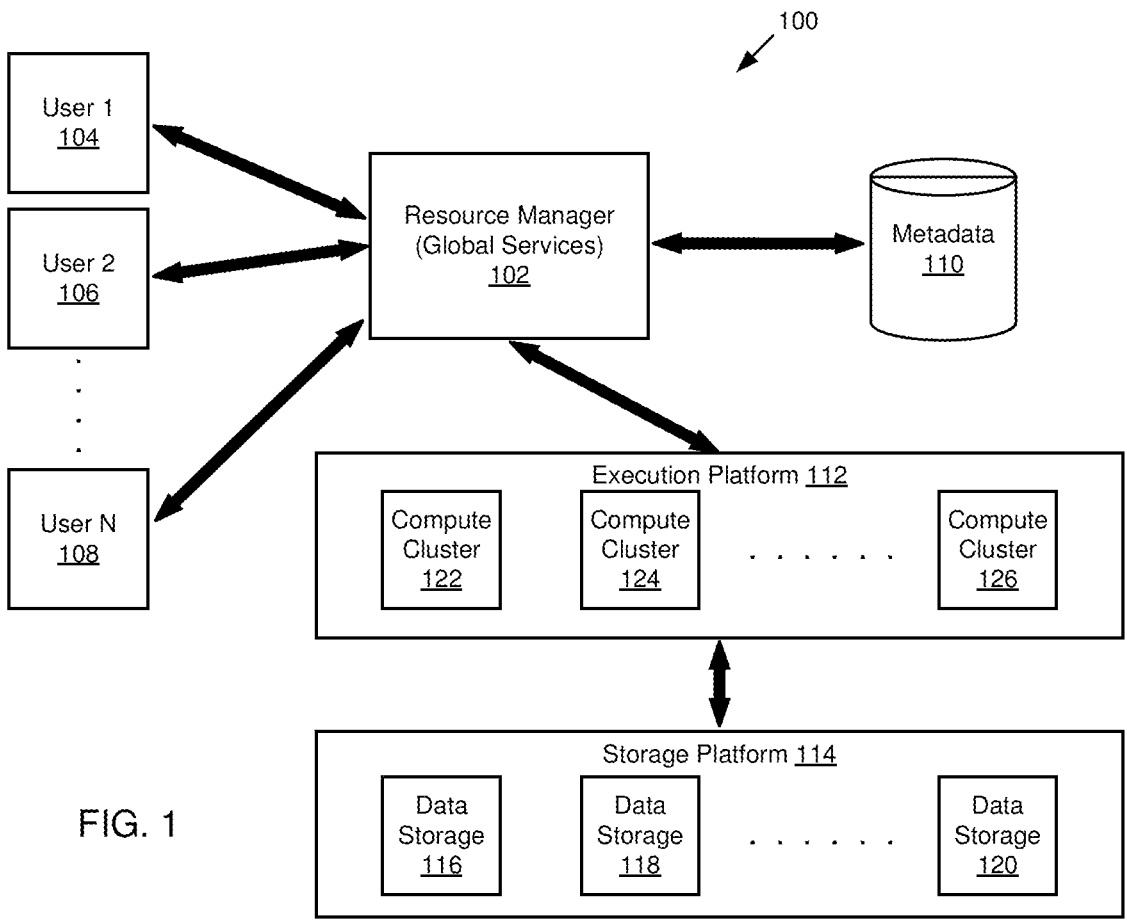 100
User 1
104
User 2
106
User N
108
Resource Manager
(Global Services)
102
Metadata
110
Execution Platform 112
Compute
Cluster
122
Compute
Cluster
124
Compute
Cluster
126
Storage Platform 114
Data
Storage
116
Data
Storage
118
Data
Storage
120
FIG. 1